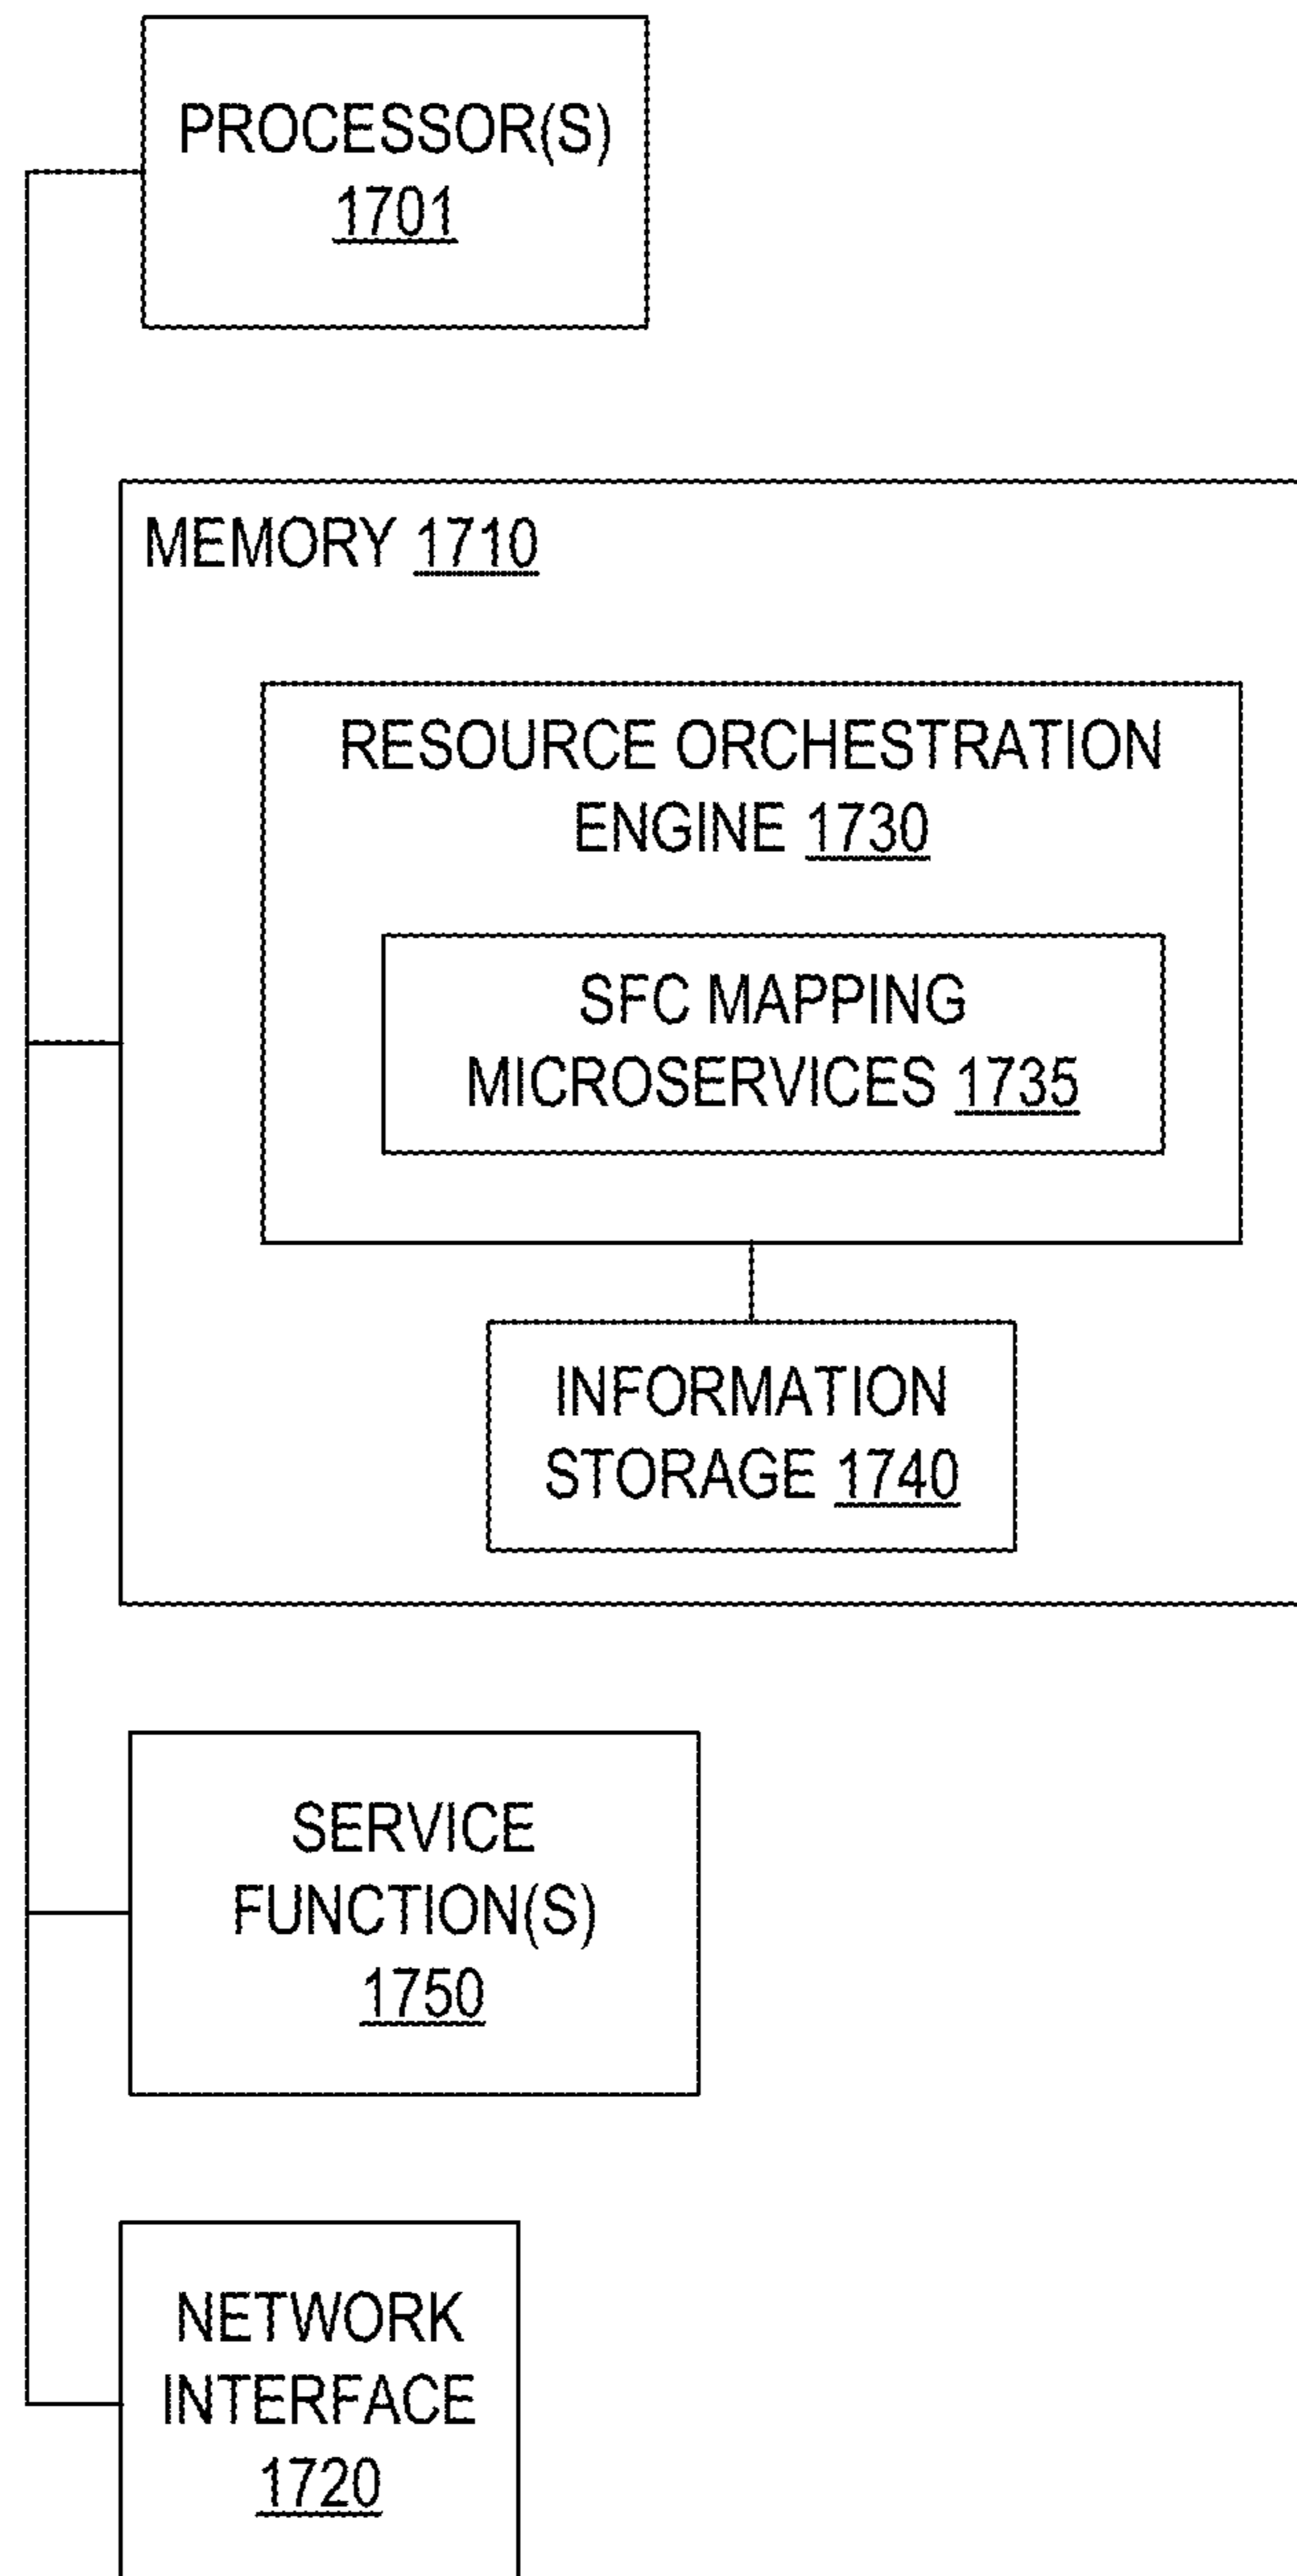 PROCESSOR(S)
1701
MEMORY 1710
RESOURCE ORCHESTRATION
ENGINE 1730
SFC MAPPING
MICROSERVICES 1735
INFORMATION
STORAGE 1740
SERVICE
FUNCTION(S)
1750
NETWORK
INTERFACE
1720